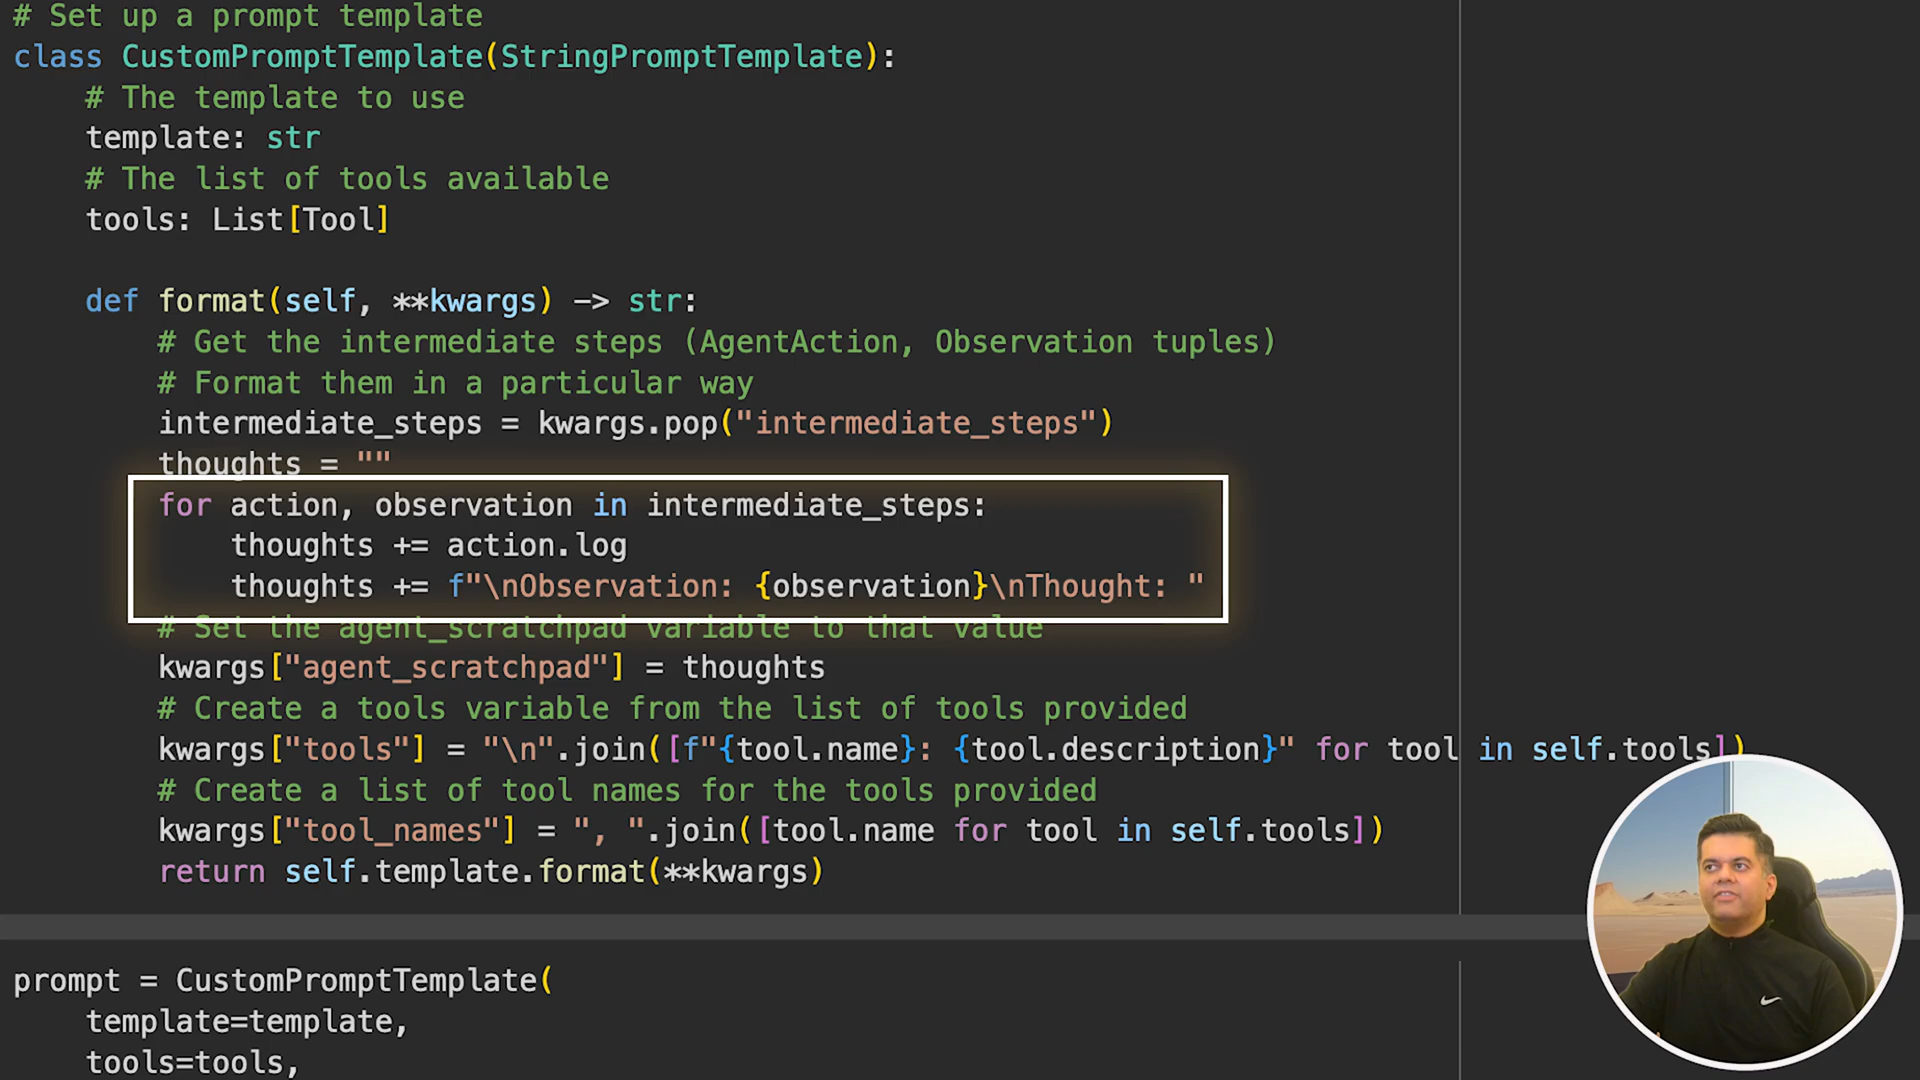 # Set up a prompt template
class CustomPromptTemplate(StringPromptTemplate):
    # The template to use
    template: str
    # The list of tools available
    tools: List[Tool]

    def format(self, **kwargs) -> str:
        # Get the intermediate steps (AgentAction, Observation tuples)
        # Format them in a particular way
        intermediate_steps = kwargs.pop("intermediate_steps")
        thoughts = ""
        for action, observation in intermediate_steps:
            thoughts += action.log
            thoughts += f"\nObservation: {observation}\nThought: "
        # Set the agent_scratchpad variable to that value
        kwargs["agent_scratchpad"] = thoughts
        # Create a tools variable from the list of tools provided
        kwargs["tools"] = "\n".join([f"{tool.name}: {tool.description}" for tool in self.tools])
        # Create a list of tool names for the tools provided
        kwargs["tool_names"] = ", ".join([tool.name for tool in self.tools])
        return self.template.format(**kwargs)

prompt = CustomPromptTemplate(
    template=template,
    tools=tools,